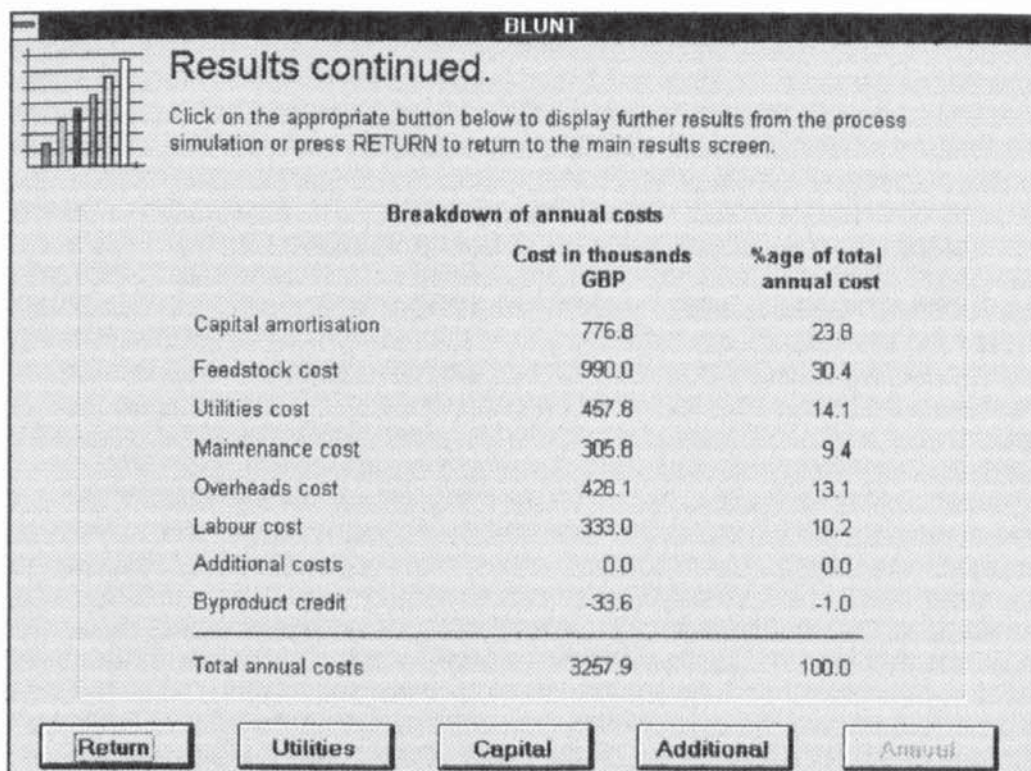 BLUNT
Results continued.
Click on the appropriate button below to display further results from the process
simulation or press RETURN to return to the main results screen.
Breakdown of annual costs
Cost in thousands %age of total
GBP annual cost
Capital amortisation 776.8 23.8
Feedstock cost 990.0 30.4
Utilities cost 457.8 14.1
Maintenance cost 305.8 9.4
Overheads cost 428.1 13.1
Labour cost 333.0 10.2
Additional costs 0.0 0.0
Byproduct credit -33.6 -1.0
Total annual costs 3257.9 100.0
Return Utilities Capital Additional Annual